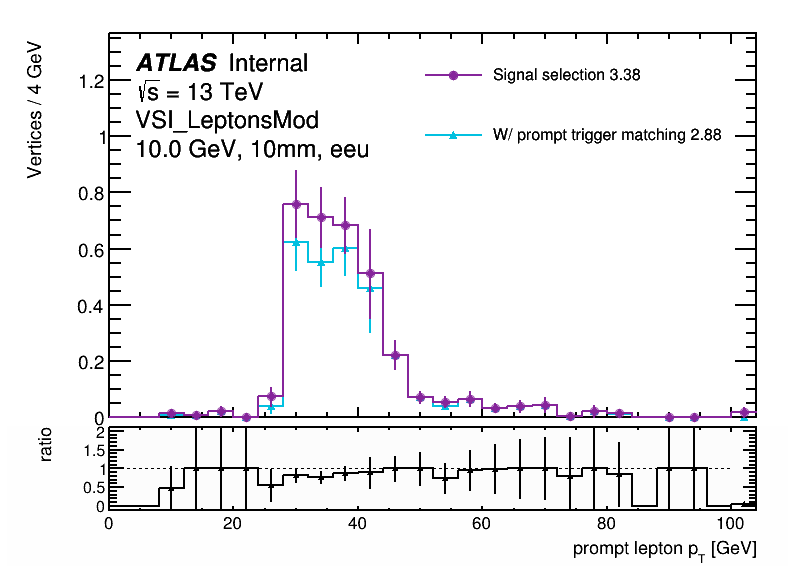 Vertices / 4 GeV
ATLAS Internal
√s = 13 TeV
VSI_LeptonsMod
10.0 GeV, 10mm, eeu
Signal selection 3.38
W/ prompt trigger matching 2.88
1.2
1
0.8
0.6
0.4
0.2
0
ratio
2
1.5
1
0.5
0
0 20 40 60 80 100
prompt lepton pT [GeV]